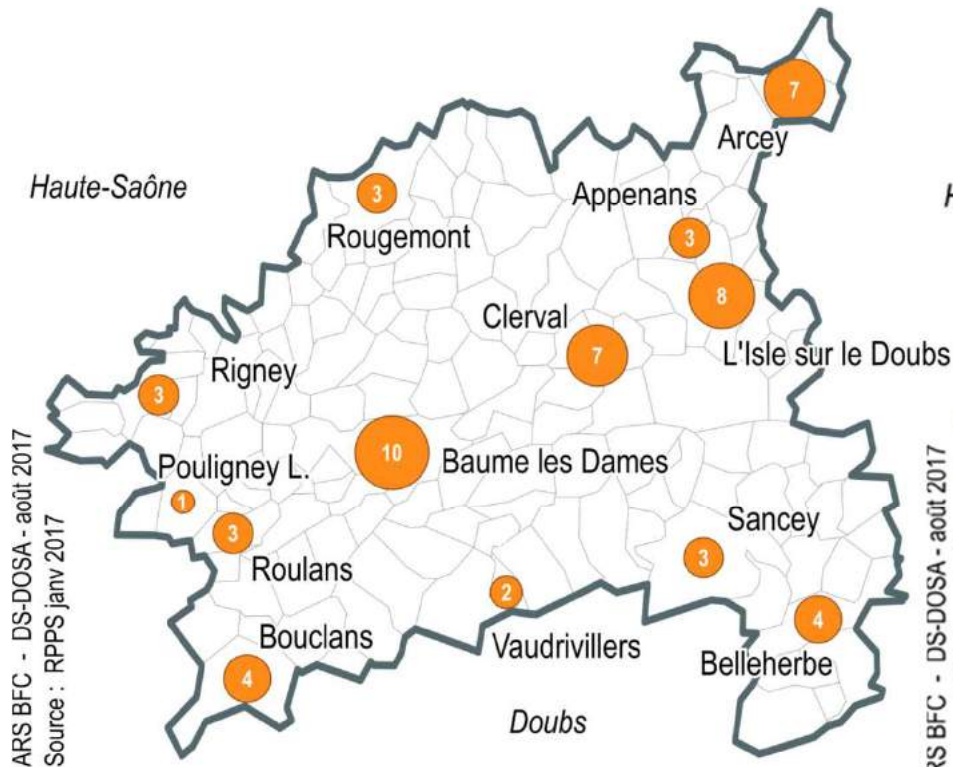 7
Arcey
Haute-Saône
H
3
Rougemont
Appenans
3
8
Clerval
7
L'Isle sur le Doubs
Rigney
3
10
Baume les Dames
Pouligney L.
1
3
Roulans
Sancey
3
2
Vaudrivillers
4
Belleherbe
Bouclans
4
Doubs
ARS BFC - DS-DOSA - août 2017
Source : RPPS janv 2017
RS BFC - DS-DOSA - août 2017